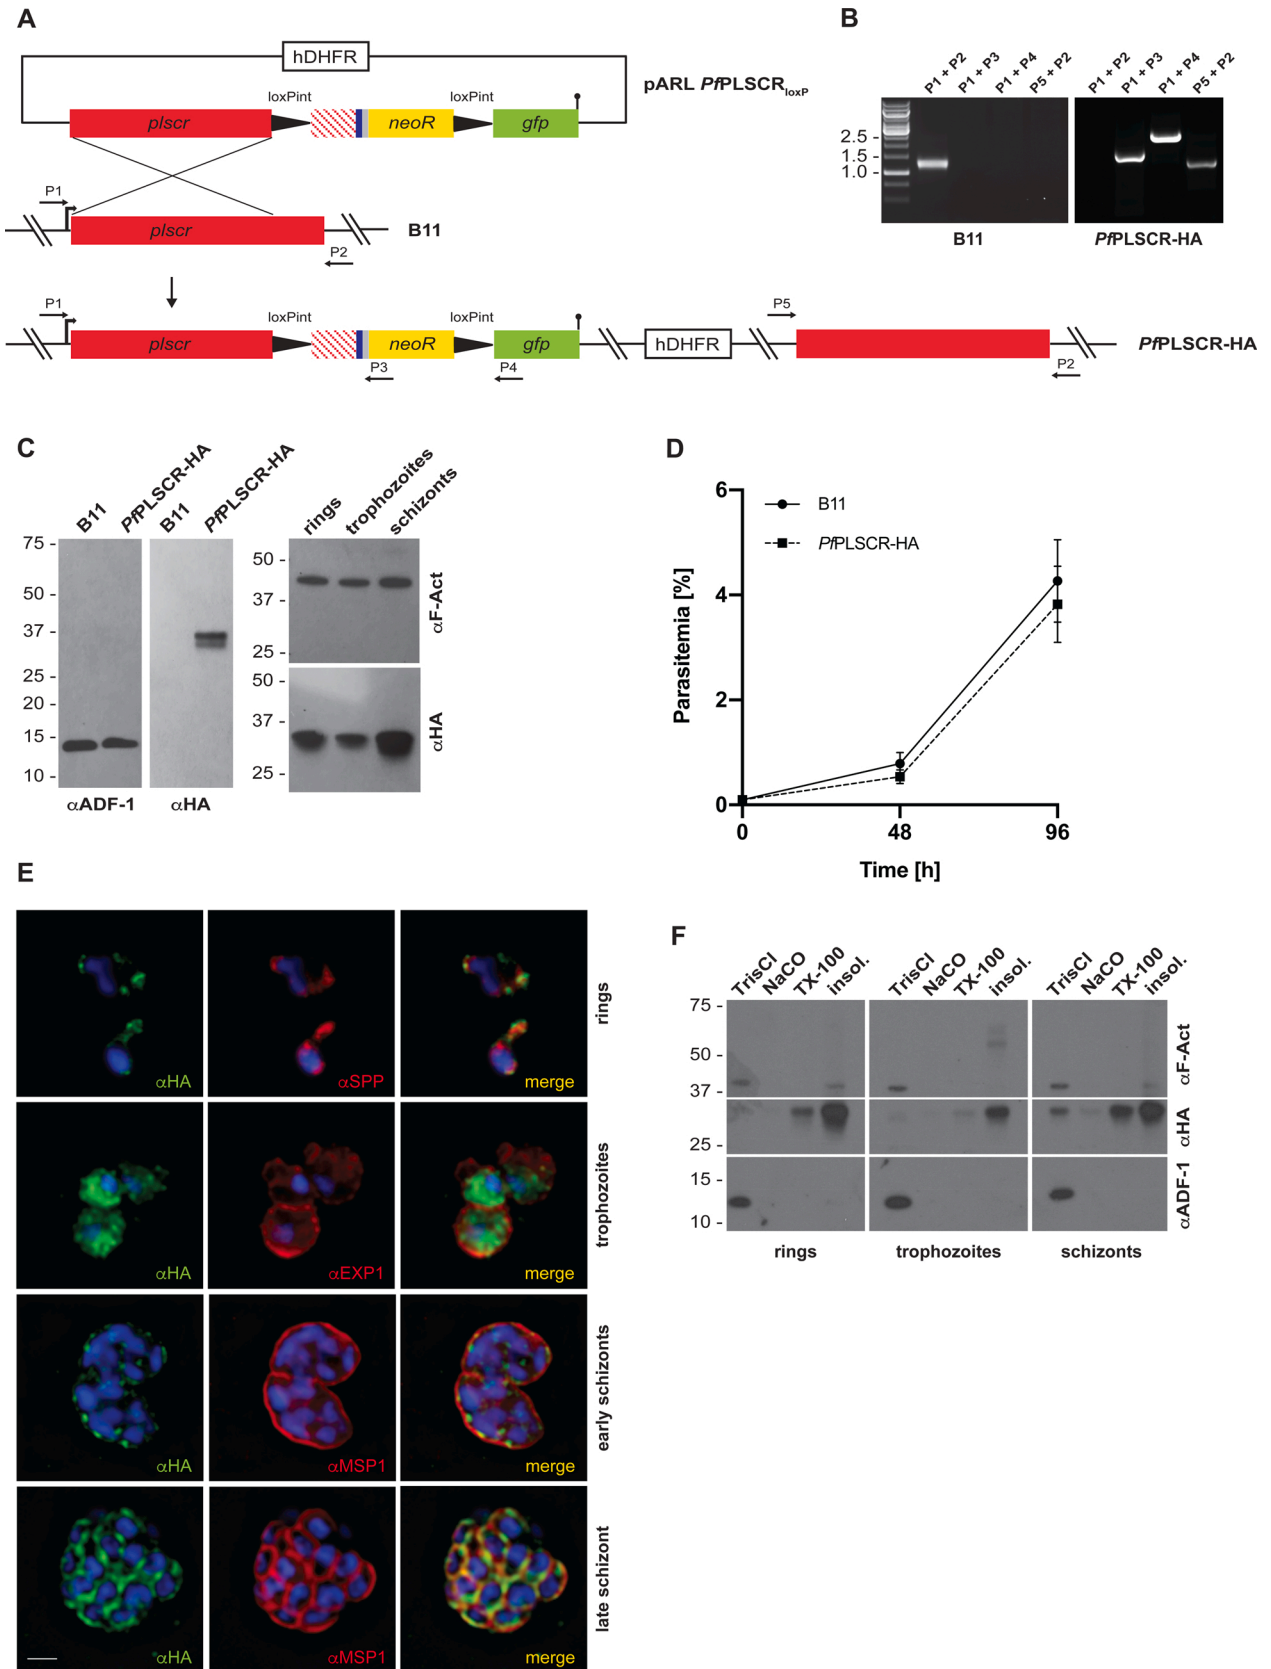 A
hDHFR
loxPint
loxPint
plscr
neoR
gfp
pARL PfPLSCRloxP
P1
plscr
B11
P2
P1
loxPint
loxPint
P5
plscr
neoR
gfp
hDHFR
PfPLSCR-HA
P3
P4
P2
B
P1 + P2
P1 + P3
P1 + P4
P5 + P2
P1 + P2
P1 + P3
P1 + P4
P5 + P2
2.5 -
1.5 -
1.0 -
B11
PfPLSCR-HA
C
B11
PfPLSCR-HA
B11
PfPLSCR-HA
75 -
50 -
37 -
25 -
20 -
15 -
10 -
αADF-1
αHA
rings
trophozoites
schizonts
50 -
37 -
25 -
αF-Act
50 -
37 -
25 -
αHA
D
B11
PfPLSCR-HA
Parasitemia [%]
6
4
2
0
0
48
96
Time [h]
E
αHA
αSPP
merge
rings
αHA
αEXP1
merge
trophozoites
αHA
αMSP1
merge
early schizonts
αHA
αMSP1
merge
late schizont
F
TrisCl
NaCO
TX-100
insol.
TrisCl
NaCO
TX-100
insol.
TrisCl
NaCO
TX-100
insol.
75 -
50 -
37 -
25 -
15 -
10 -
αF-Act
αHA
αADF-1
rings
trophozoites
schizonts